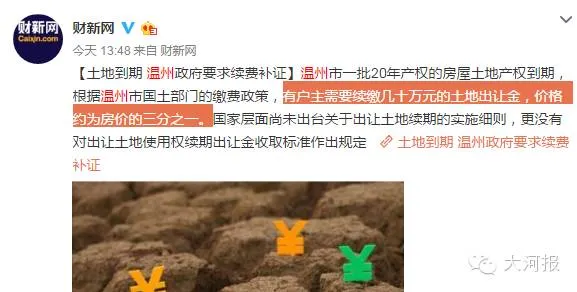 财新网
Caixin.com
财新网
今天 13:48 来自 财新网
【土地到期 温州政府要求续费补证】温州市一批20年产权的房屋土地产权到期，
根据温州市国土部门的缴费政策，有户主需要续缴几十万元的土地出让金，价格
约为房价的三分之一。国家层面尚未出台关于出让土地续期的实施细则，更没有
对出让土地使用权续期出让金收取标准作出规定 土地到期 温州政府要求续费
补证
大河报